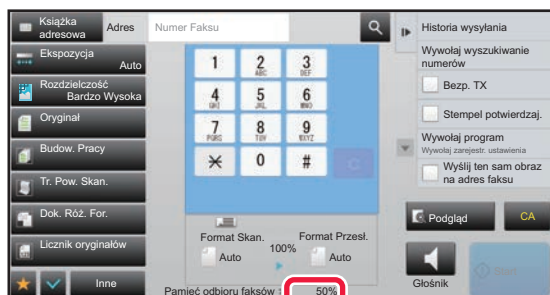 Książka
adresowa
Adres
Numer Faksu
Historia wysyłania
Ekspozycja
Auto
Wywołaj wyszukiwanie
numerów
Rozdzielczość
Bardzo Wysoka
Bezp. TX
Oryginał
Stempel potwierdzaj.
Budow. Pracy
Wywołaj program
Wywołaj zarejestr. ustawienia
Tr. Pow. Skan.
Wyślij ten sam obraz
na adres faksu
Dok. Róż. For.
Licznik oryginałów
Inne
1
2 ABC
3 DEF
4 GHI
5 JKL
6 MNO
7 PQRS
8 TUV
9 WXYZ
0
#
C
Format Skan.
100%
Format Przesł.
Auto
Auto
Pamięć odbioru faksów :
50%
Podgląd
CA
Głośnik
Start